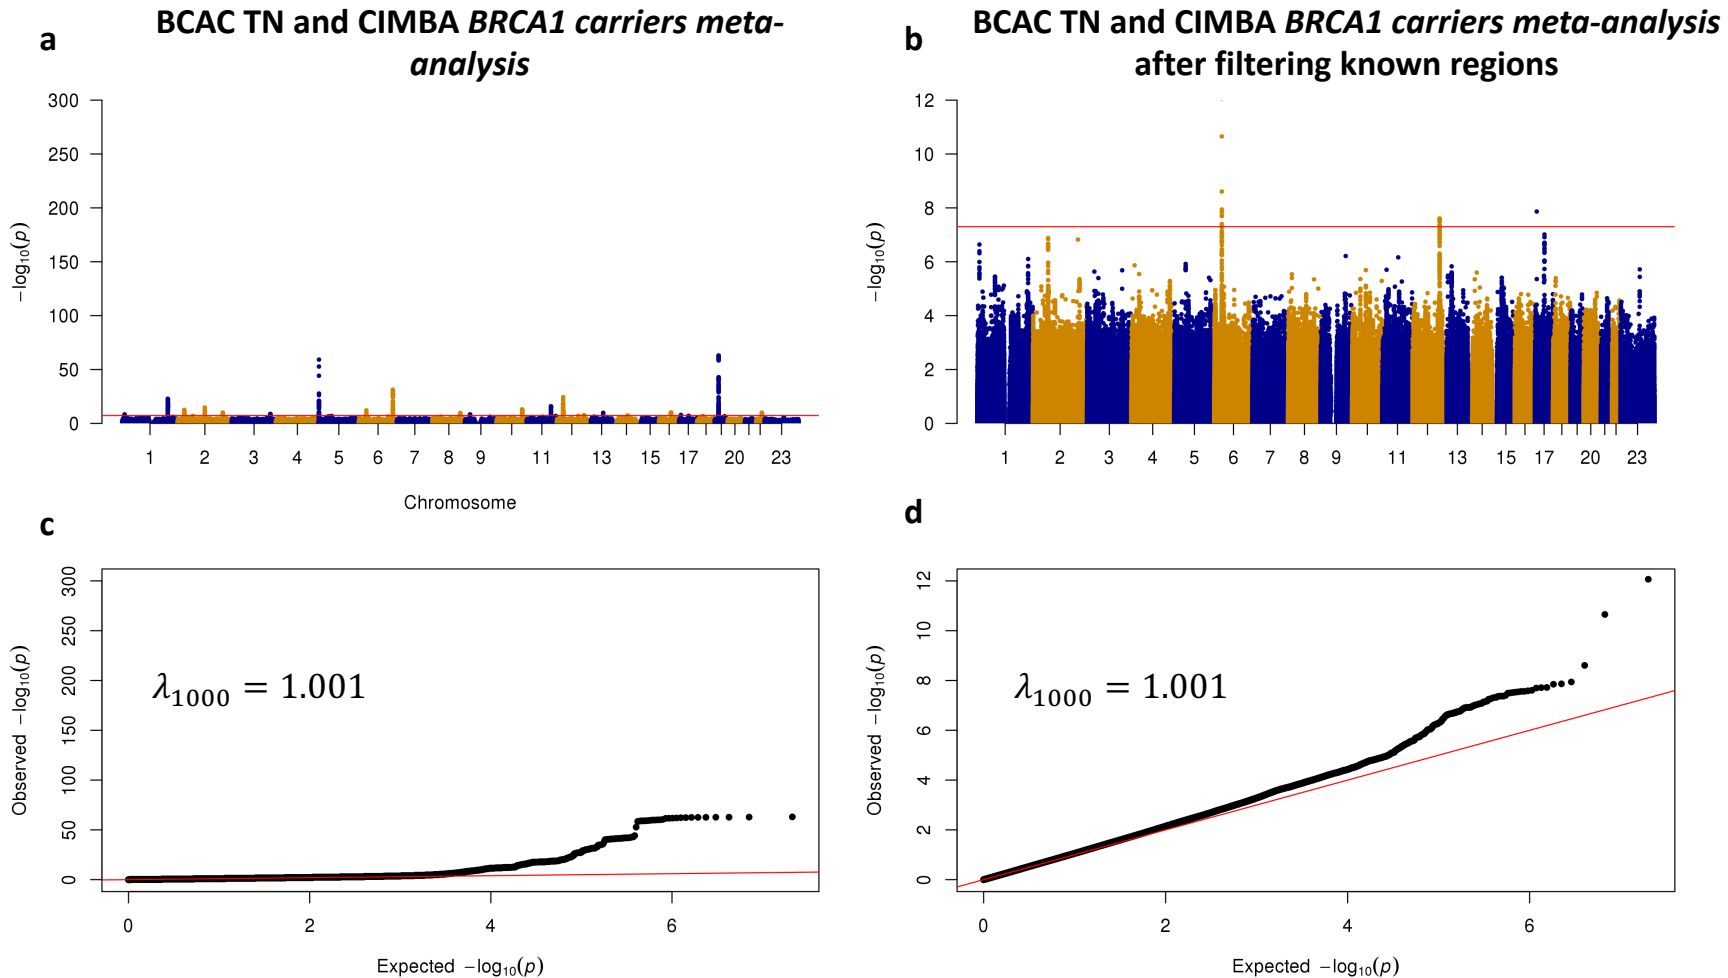 a
BCAC TN and CIMBA BRCA1 carriers meta-
analysis
300
250
200
150
100
50
0
−log10(p)
1 2 3 4 5 6 7 8 9 11 13 15 17 20 23
Chromosome
b
BCAC TN and CIMBA BRCA1 carriers meta-analysis
after filtering known regions
12
10
8
6
4
2
0
−log10(p)
1 2 3 4 5 6 7 8 9 11 13 15 17 20 23
c
300
250
200
150
100
50
0
Observed −log10(p)
λ1000 = 1.001
0 2 4 6
Expected −log10(p)
d
12
10
8
6
4
2
0
Observed −log10(p)
λ1000 = 1.001
0 2 4 6
Expected −log10(p)